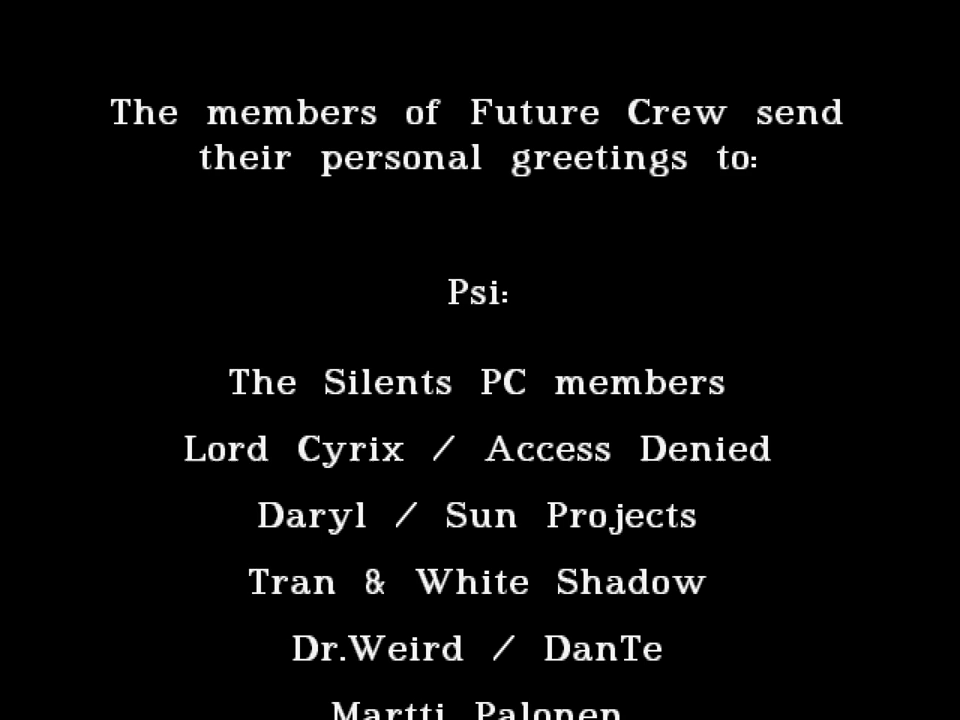 The members of Future Crew send
their personal greetings to:
Psi:
The Silents PC members
Lord Cyrix / Access Denied
Daryl / Sun Projects
Tran & White Shadow
Dr.Weird / DanTe
Martti Palonen